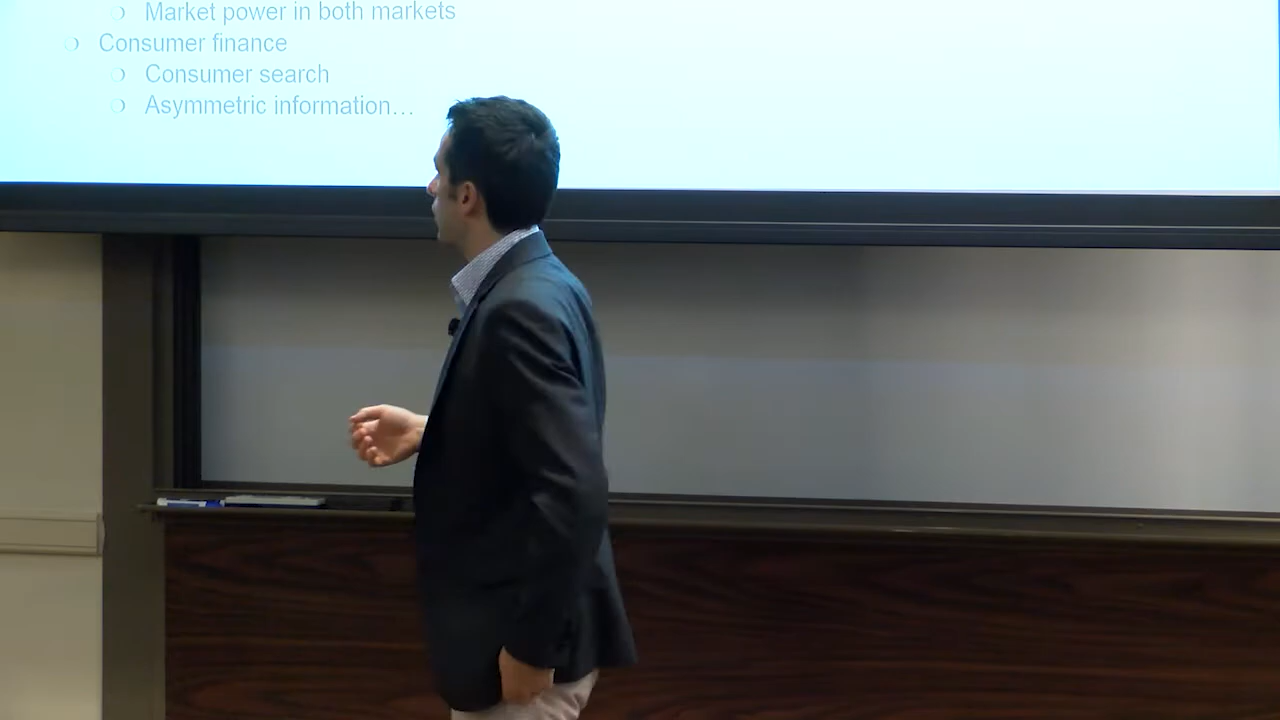 Market power in both markets
Consumer finance
Consumer search
Asymmetric information…